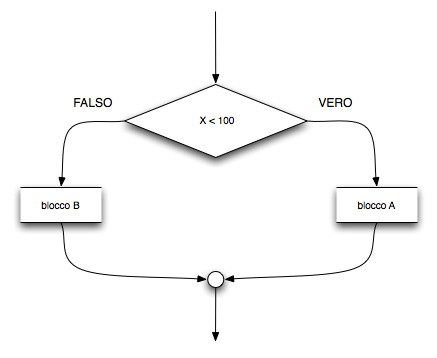 FALSO
VERO
X < 100
blocco B
blocco A